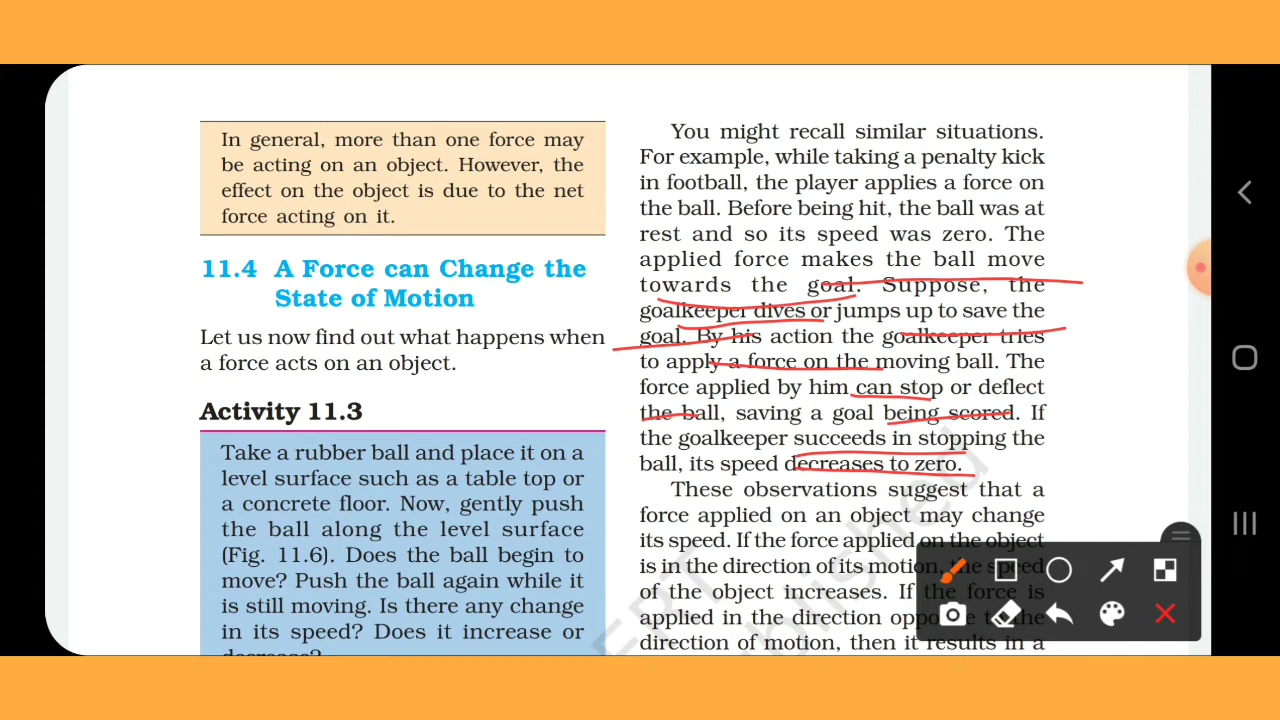 In general, more than one force may
be acting on an object. However, the
effect on the object is due to the net
force acting on it.
11.4 A Force can Change the
State of Motion
Let us now find out what happens when
a force acts on an object.
Activity 11.3
Take a rubber ball and place it on a
level surface such as a table top or
a concrete floor. Now, gently push
the ball along the level surface
(Fig. 11.6). Does the ball begin to
move? Push the ball again while it
is still moving. Is there any change
in its speed? Does it increase or
decrease?
You might recall similar situations.
For example, while taking a penalty kick
in football, the player applies a force on
the ball. Before being hit, the ball was at
rest and so its speed was zero. The
applied force makes the ball move
towards the goal. Suppose, the
goalkeeper dives or jumps up to save the
goal. By his action the goalkeeper tries
to apply a force on the moving ball. The
force applied by him can stop or deflect
the ball, saving a goal being scored. If
the goalkeeper succeeds in stopping the
ball, its speed decreases to zero.
These observations suggest that a
force applied on an object may change
its speed. If the force applied on the object
is in the direction of its motion, the speed
of the object increases. If the force is
applied in the direction opposite to the
direction of motion, then it results in a